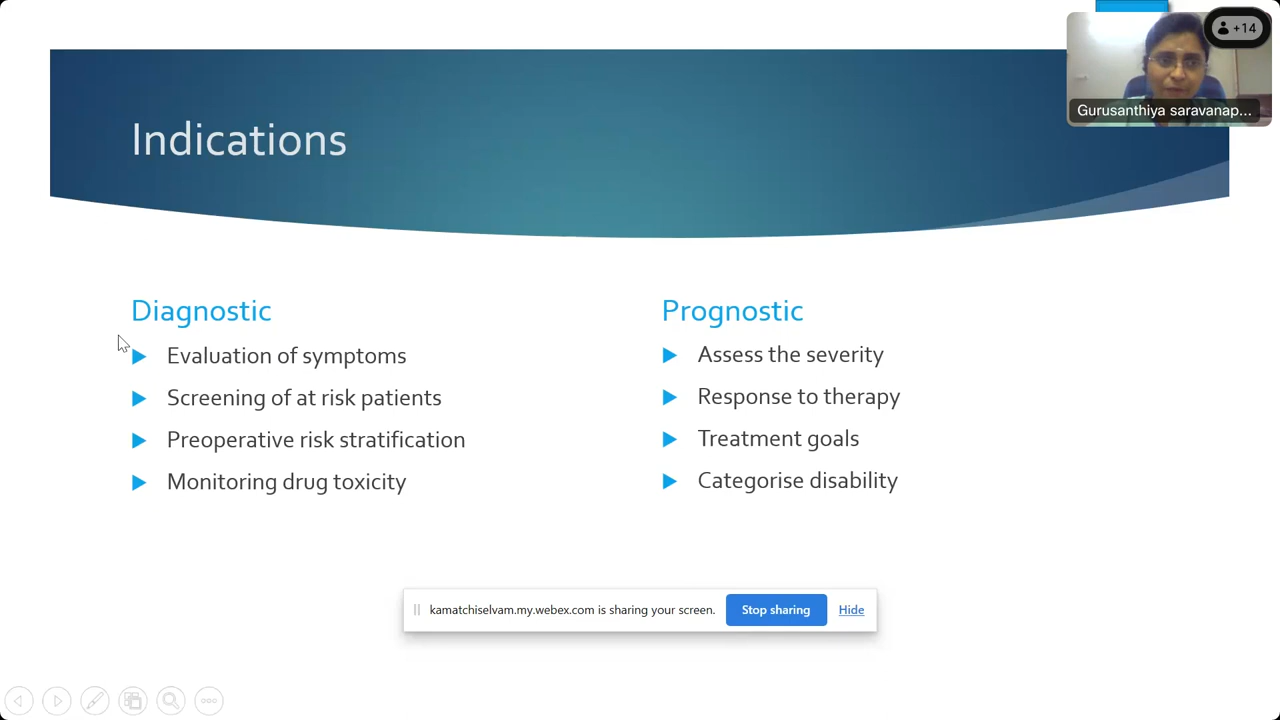 +14
Gurusanthiya saravanap...
Indications
Diagnostic
Evaluation of symptoms
Screening of at risk patients
Preoperative risk stratification
Monitoring drug toxicity
Prognostic
Assess the severity
Response to therapy
Treatment goals
Categorise disability
kamatchiselvam.my.webex.com is sharing your screen. Stop sharing Hide